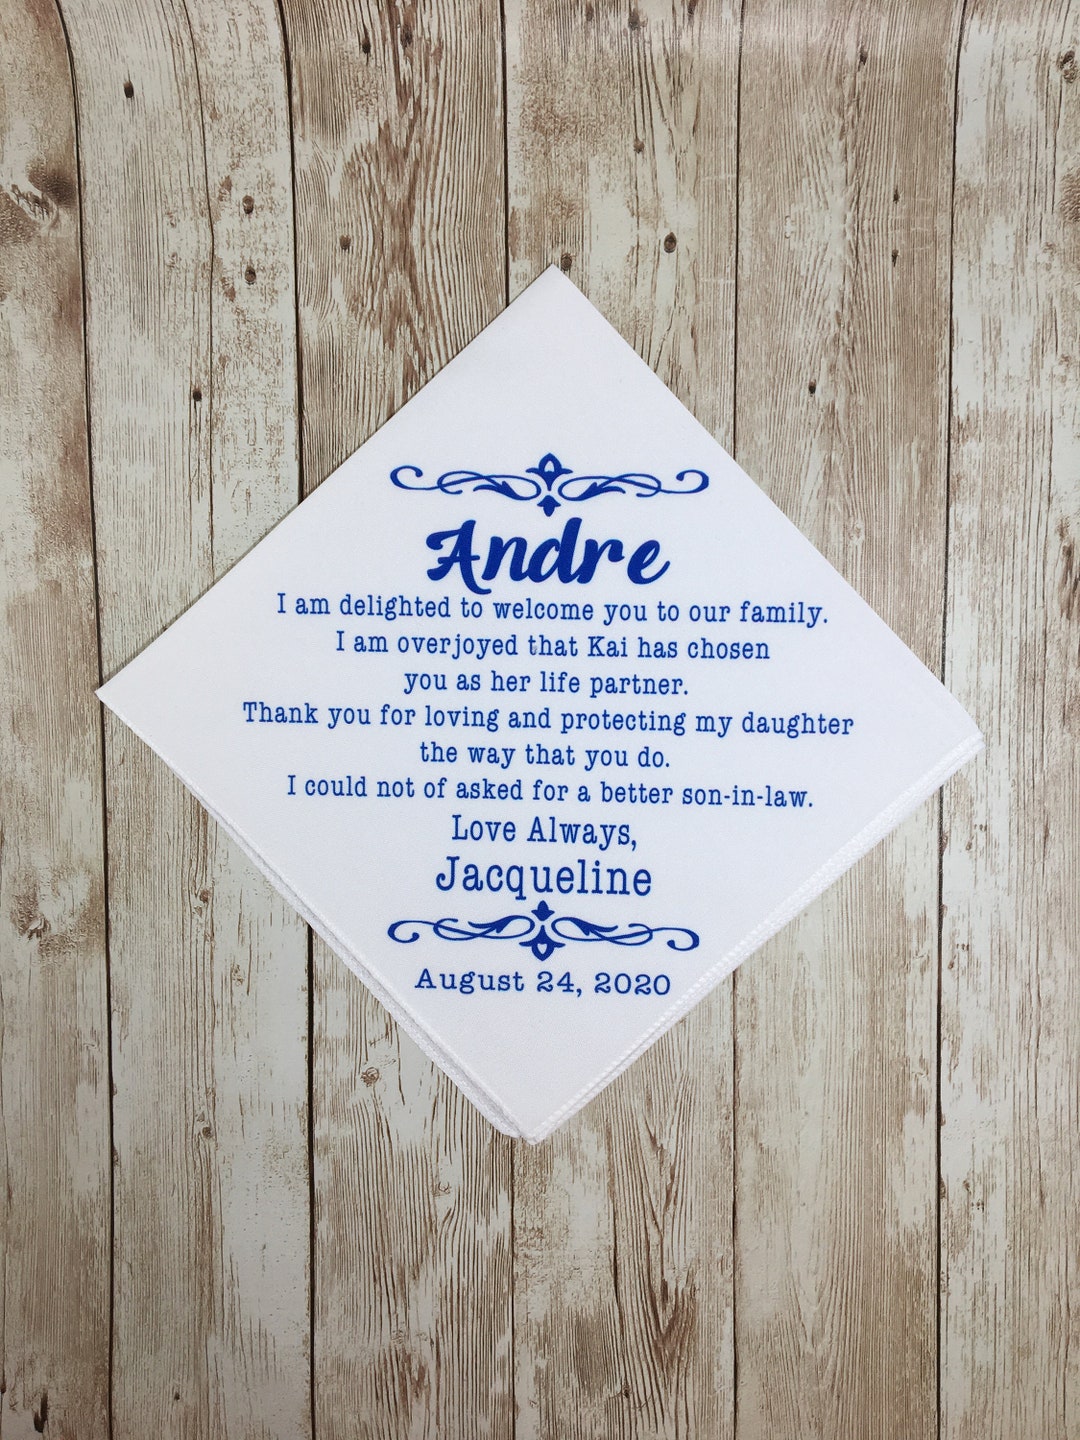 Andre
I am delighted to welcome you to our family.
I am overjoyed that Kai has chosen
you as her life partner.
Thank you for loving and protecting my daughter
the way that you do.
I could not of asked for a better son-in-law.
Love Always,
Jacqueline
August 24, 2020